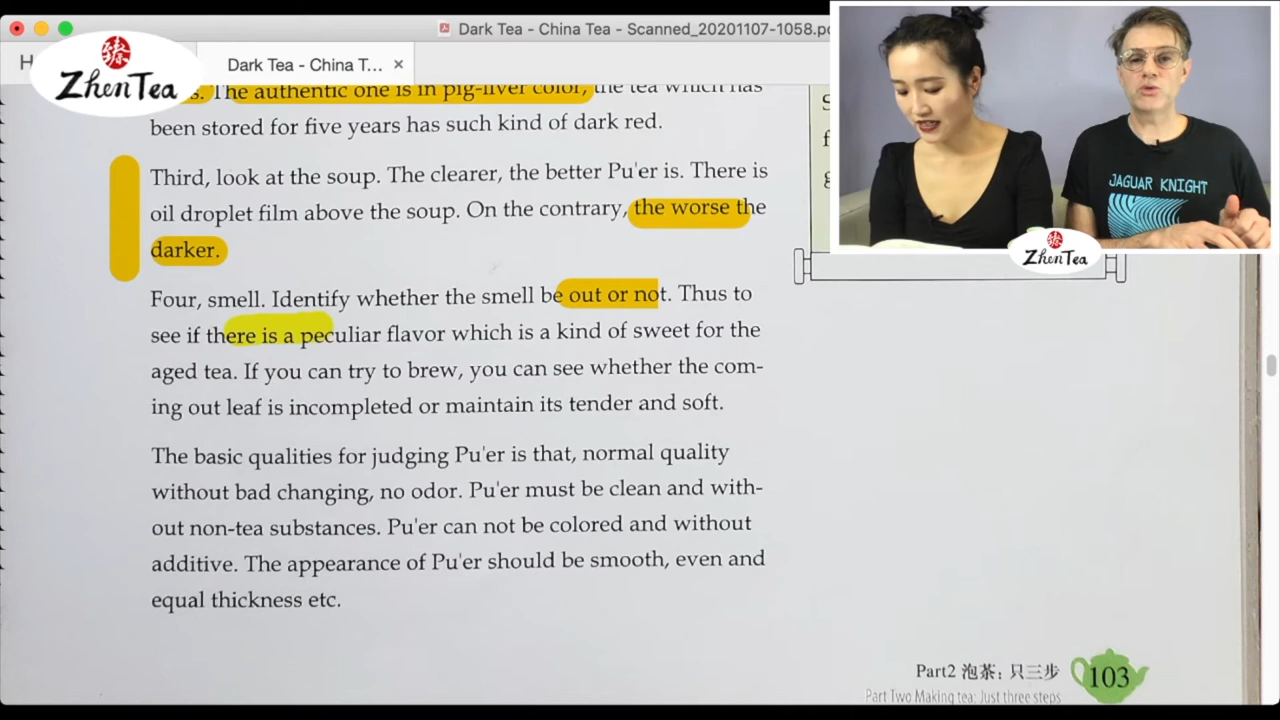 Dark Tea - China Tea - Scanned_20201107-1058.p
H
Dark Tea - China T... ×
臻茶
ZhenTea
The authentic one is in pig-liver color, the tea which has
been stored for five years has such kind of dark red.
Third, look at the soup. The clearer, the better Pu'er is. There is
oil droplet film above the soup. On the contrary, the worse the
darker.
Four, smell. Identify whether the smell be out or not. Thus to
see if there is a peculiar flavor which is a kind of sweet for the
aged tea. If you can try to brew, you can see whether the com-
ing out leaf is incompleted or maintain its tender and soft.
The basic qualities for judging Pu'er is that, normal quality
without bad changing, no odor. Pu'er must be clean and with-
out non-tea substances. Pu'er can not be colored and without
additive. The appearance of Pu'er should be smooth, even and
equal thickness etc.
JAGUAR KNIGHT
臻茶
ZhenTea
Part2 泡茶：只三步
Part Two Making tea: Just three steps
103